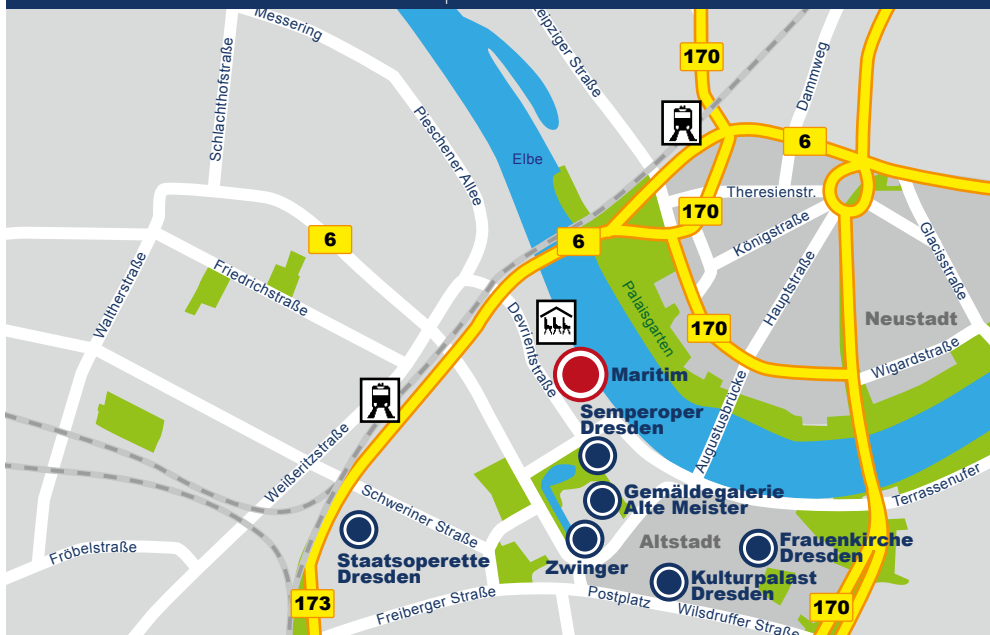 Messering
Leipziger Straße
170
Dammweg
Schlachthofstraße
Pieschener Allee
6
Elbe
Theresienstr.
170
Königstraße
Glacisstraße
6
6
Waltherstraße
Friedrichstraße
Hauptstraße
Palaisgarten
Devrientstraße
170
Neustadt
Wigardstraße
Maritim
Semperoper
Dresden
Augustusbrücke
Weißeritzstraße
Terrassenufer
Schweriner Straße
Gemäldegalerie
Alte Meister
Fröbelstraße
Staatsoperette
Dresden
Zwinger
Altstadt
Frauenkirche
Dresden
Kulturpalast
Dresden
173
Freiberger Straße
Postplatz
Wilsdruffer Straße
170